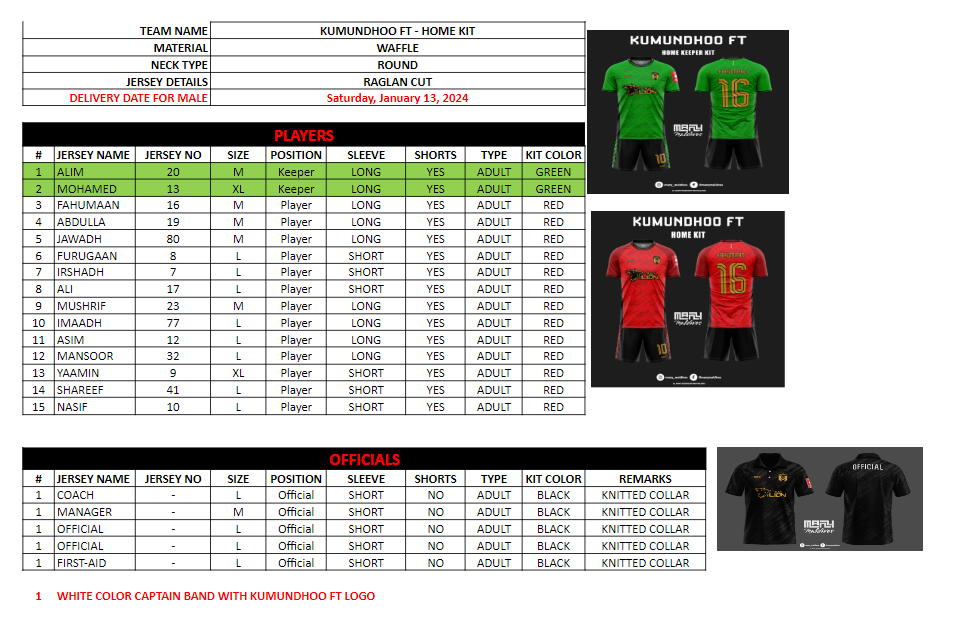 TEAM NAME KUMUNDHOO FT - HOME KIT
MATERIAL WAFFLE
NECK TYPE ROUND
JERSEY DETAILS RAGLAN CUT
DELIVERY DATE FOR MALE Saturday, January 13, 2024
KUMUNDHOO FT
HOME KEEPER KIT
16
10
Maldives
PLAYERS
# JERSEY NAME JERSEY NO SIZE POSITION SLEEVE SHORTS TYPE KIT COLOR
1 ALIM 20 M Keeper LONG YES ADULT GREEN
2 MOHAMED 13 XL Keeper LONG YES ADULT GREEN
3 FAHUMAAN 16 M Player LONG YES ADULT RED
4 ABDULLA 19 M Player LONG YES ADULT RED
5 JAWADH 80 M Player LONG YES ADULT RED
6 FURUGAAN 8 L Player SHORT YES ADULT RED
7 IRSHADH 7 L Player SHORT YES ADULT RED
8 ALI 17 L Player SHORT YES ADULT RED
9 MUSHRIF 23 M Player LONG YES ADULT RED
10 IMAADH 77 L Player LONG YES ADULT RED
11 ASIM 12 L Player LONG YES ADULT RED
12 MANSOOR 32 L Player LONG YES ADULT RED
13 YAAMIN 9 XL Player SHORT YES ADULT RED
14 SHAREEF 41 L Player SHORT YES ADULT RED
15 NASIF 10 L Player SHORT YES ADULT RED
KUMUNDHOO FT
HOME KIT
16
10
Maldives
OFFICIALS
# JERSEY NAME JERSEY NO SIZE POSITION SLEEVE SHORTS TYPE KIT COLOR REMARKS
1 COACH - L Official SHORT NO ADULT BLACK KNITTED COLLAR
1 MANAGER - M Official SHORT NO ADULT BLACK KNITTED COLLAR
1 OFFICIAL - L Official SHORT NO ADULT BLACK KNITTED COLLAR
1 OFFICIAL - L Official SHORT NO ADULT BLACK KNITTED COLLAR
1 FIRST-AID - L Official SHORT NO ADULT BLACK KNITTED COLLAR
OFFICIAL
Maldives
1 WHITE COLOR CAPTAIN BAND WITH KUMUNDHOO FT LOGO